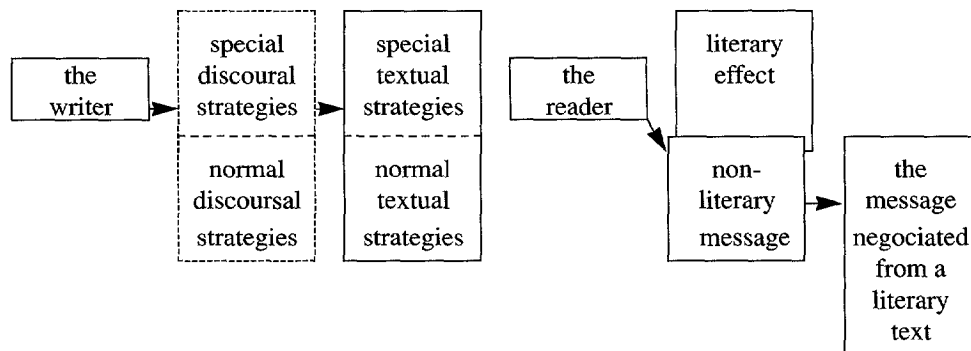 the
writer
special
discoural
strategies
normal
discoursal
strategies
special
textual
strategies
normal
textual
strategies
the
reader
literary
effect
non-
literary
message
the
message
negociated
from a
literary
text